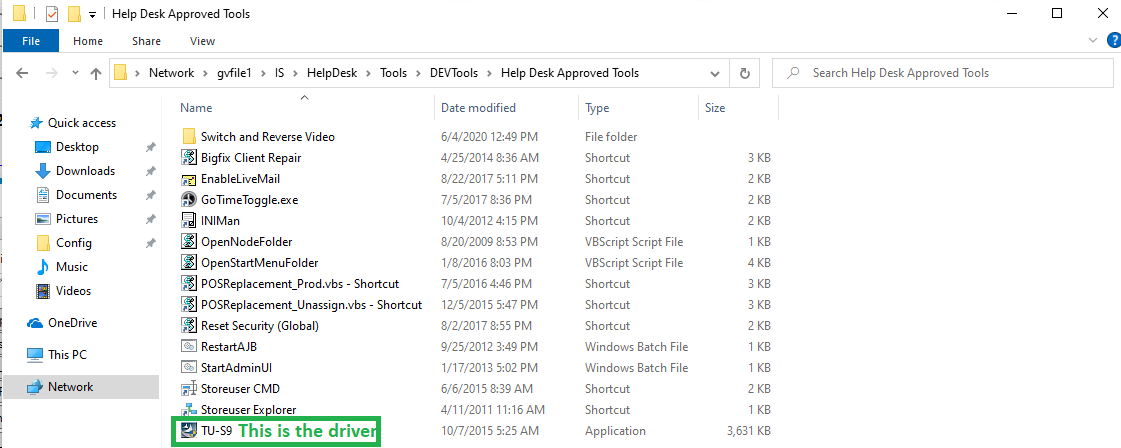 Help Desk Approved Tools
File Home Share View
Network gvfile1 IS HelpDesk Tools DEVTools Help Desk Approved Tools Search Help Desk Approved Tools
Name Date modified Type Size
Quick access
Desktop
Downloads
Documents
Pictures
Config
Music
Videos
OneDrive
This PC
Network
Switch and Reverse Video 6/4/2020 12:49 PM File folder
Bigfix Client Repair 4/25/2014 8:36 AM Shortcut 3 KB
EnableLiveMail 8/22/2017 5:11 PM Shortcut 2 KB
GoTimeToggle.exe 7/5/2017 8:36 PM Shortcut 2 KB
INIMan 10/4/2012 4:15 PM Shortcut 2 KB
OpenNodeFolder 8/20/2009 8:53 PM VBScript Script File 1 KB
OpenStartMenuFolder 1/8/2016 8:03 PM VBScript Script File 4 KB
POSReplacement_Prod.vbs - Shortcut 7/5/2016 4:46 PM Shortcut 3 KB
POSReplacement_Unassign.vbs - Shortcut 12/5/2015 5:47 PM Shortcut 3 KB
Reset Security (Global) 8/2/2017 8:55 PM Shortcut 2 KB
RestartAJB 9/25/2012 3:49 PM Windows Batch File 1 KB
StartAdminUI 1/17/2013 5:02 PM Windows Batch File 1 KB
Storeuser CMD 6/6/2015 8:39 AM Shortcut 2 KB
Storeuser Explorer 4/11/2011 11:16 AM Shortcut 2 KB
TU-S9 This is the driver 10/7/2015 5:25 AM Application 3,631 KB